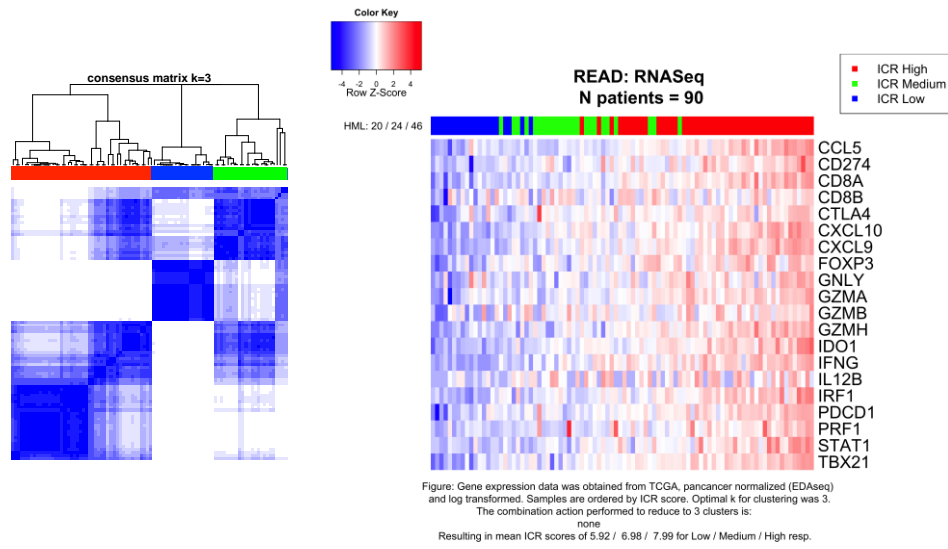 Color Key
-4 -2 0 2 4
Row Z-Score
consensus matrix k=3
HML: 20 / 24 / 46
READ: RNASeq
N patients = 90
ICR High
ICR Medium
ICR Low
CCL5
CD274
CD8A
CD8B
CTLA4
CXCL10
CXCL9
FOXP3
GNLY
GZMA
GZMB
GZMH
IDO1
IFNG
IL12B
IRF1
PDCD1
PRF1
STAT1
TBX21
Figure: Gene expression data was obtained from TCGA, pancancer normalized (EDAseq)
and log transformed. Samples are ordered by ICR score. Optimal k for clustering was 3.
The combination action performed to reduce to 3 clusters is:
none
Resulting in mean ICR scores of 5.92 / 6.98 / 7.99 for Low / Medium / High resp.